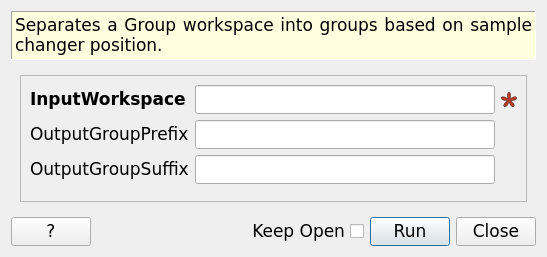 Separates a Group workspace into groups based on sample
changer position.
InputWorkspace *
OutputGroupPrefix
OutputGroupSuffix
? Keep Open Run Close